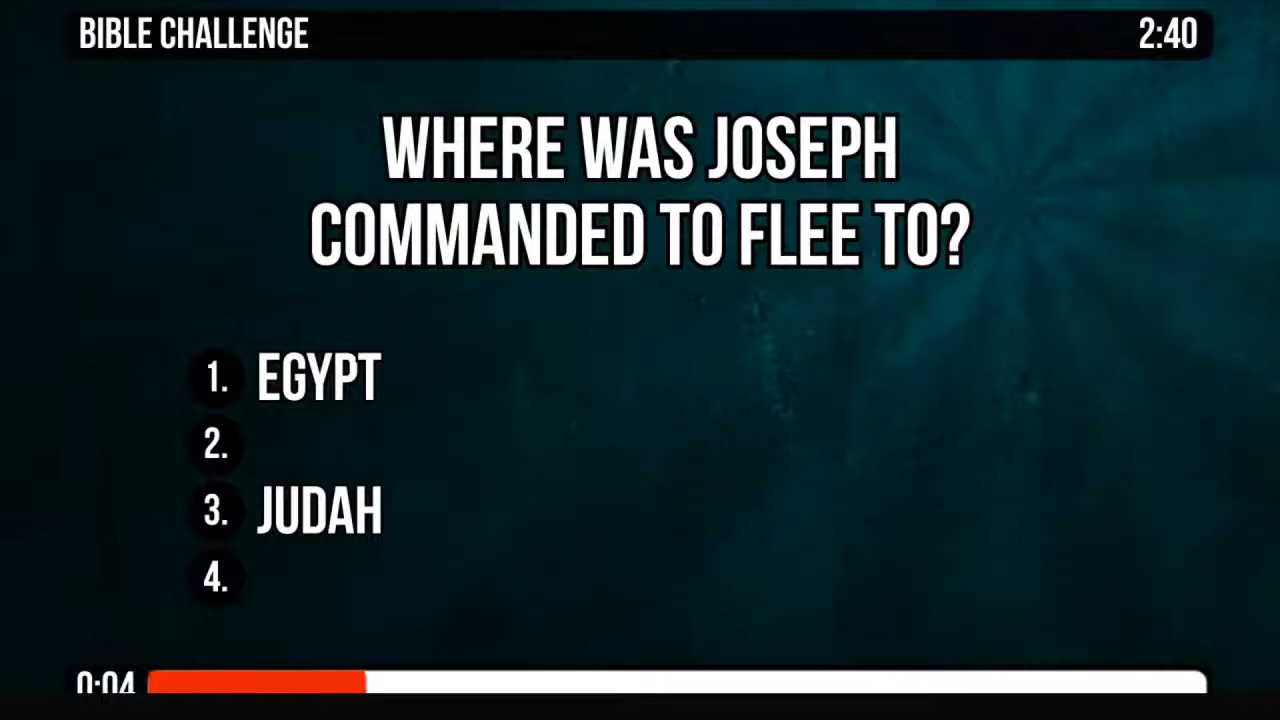 BIBLE CHALLENGE
2:40
WHERE WAS JOSEPH
COMMANDED TO FLEE TO?
1. EGYPT
2.
3. JUDAH
4.
0:04